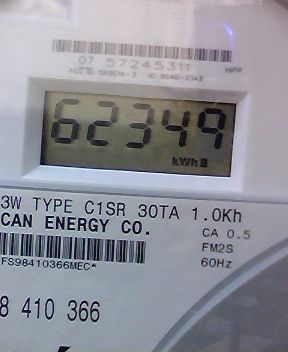 07 57245311
HPP
62349
kWh
3W TYPE C1SR 30TA 1.0Kh
CAN ENERGY CO.
CA 0.5
FM2S
60Hz
FS98410366MEC*
8 410 366